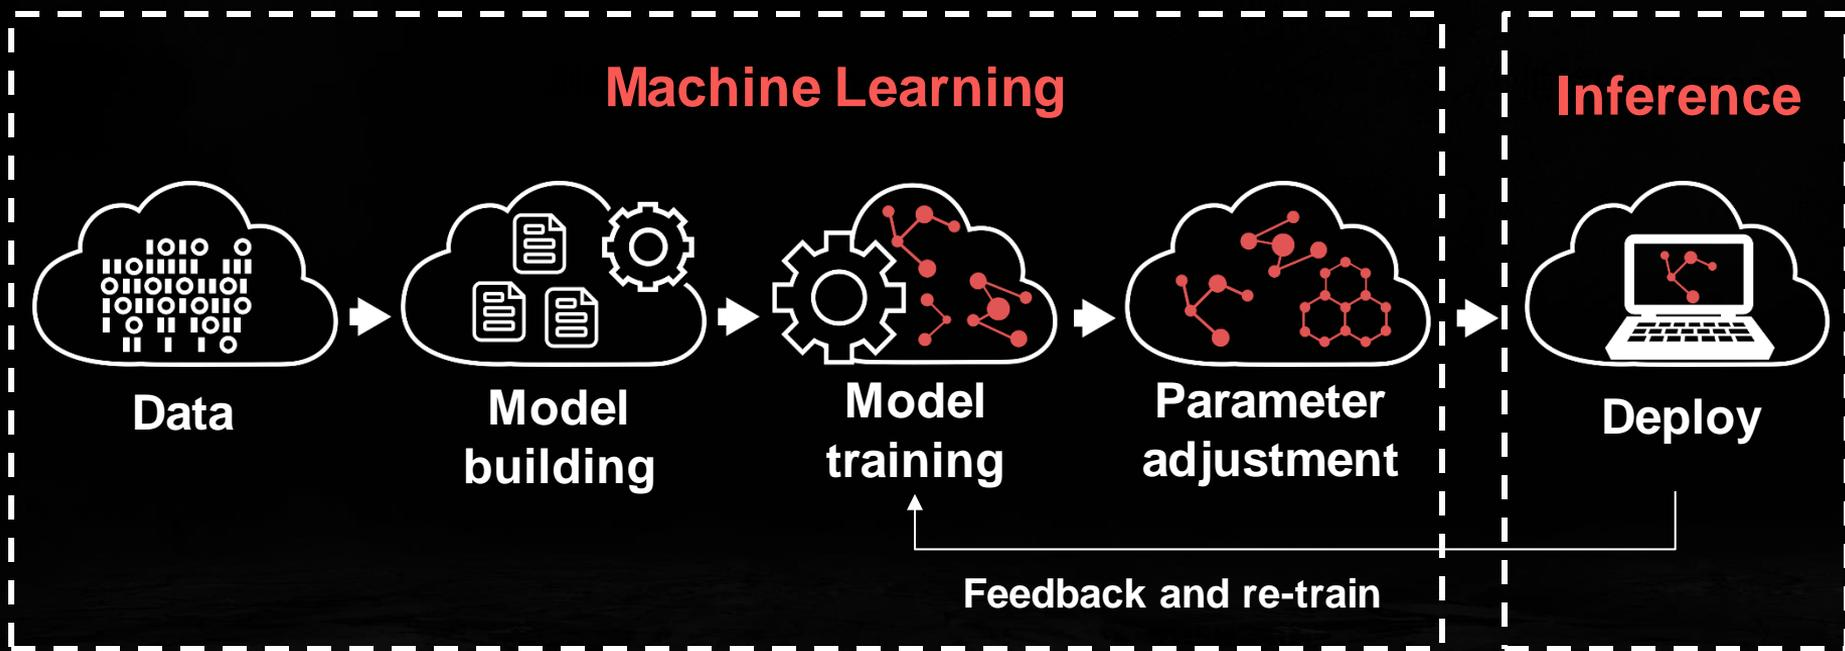 Machine Learning
Inference
Data
Model
building
Model
training
Parameter
adjustment
Deploy
Feedback and re-train